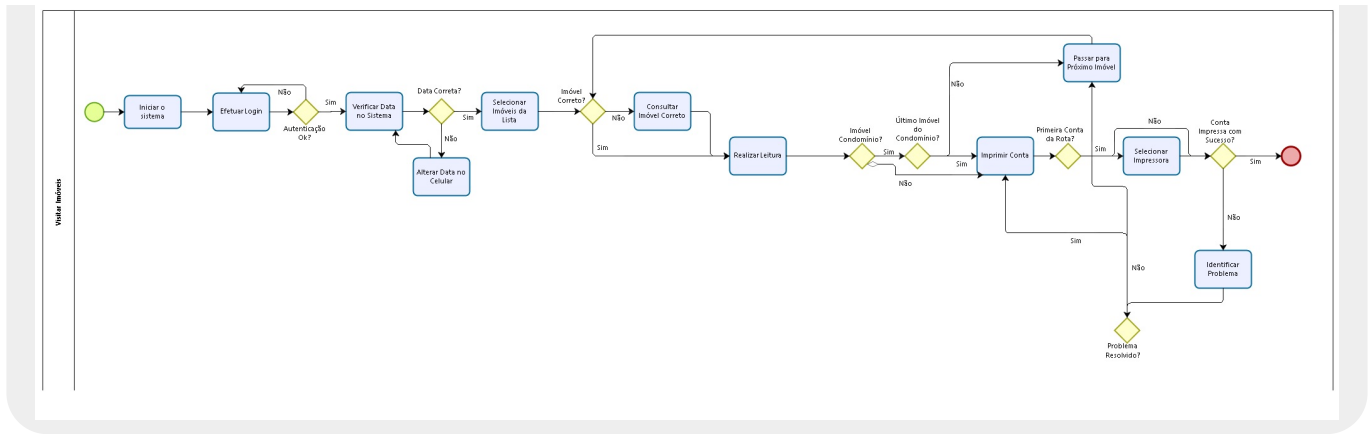 Visitar Imóveis
Iniciar o
sistema
Efetuar Login
Não
Autenticação
Ok?
Sim
Verificar Data
no Sistema
Data Correta?
Sim
Não
Alterar Data no
Celular
Selecionar
Imóveis da
Lista
Imóvel
Correto?
Não
Sim
Consultar
Imóvel Correto
Realizar Leitura
Imóvel
Condomínio?
Sim
Não
Último Imóvel
do
Condomínio?
Não
Sim
Passar para
Próximo Imóvel
Imprimir Conta
Primeira Conta
da Rota?
Sim
Não
Selecionar
Impressora
Conta
Impressa com
Sucesso?
Sim
Não
Identificar
Problema
Sim
Não
Problema
Resolvido?